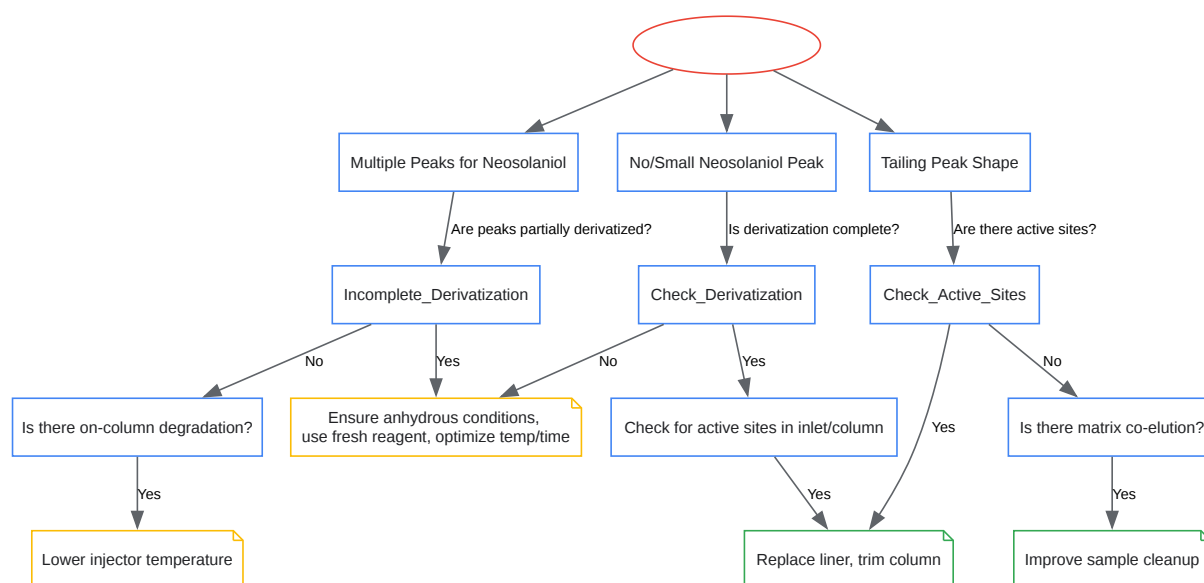 Multiple Peaks for Neosolaniol
No/Small Neosolaniol Peak
Tailing Peak Shape
Are peaks partially derivatized?
Is derivatization complete?
Are there active sites?
Incomplete_Derivatization
Check_Derivatization
Check_Active_Sites
No
Yes
No
Yes
Yes
No
Is there on-column degradation?
Ensure anhydrous conditions,
use fresh reagent, optimize temp/time
Check for active sites in inlet/column
Is there matrix co-elution?
Yes
Yes
Yes
Lower injector temperature
Replace liner, trim column
Improve sample cleanup